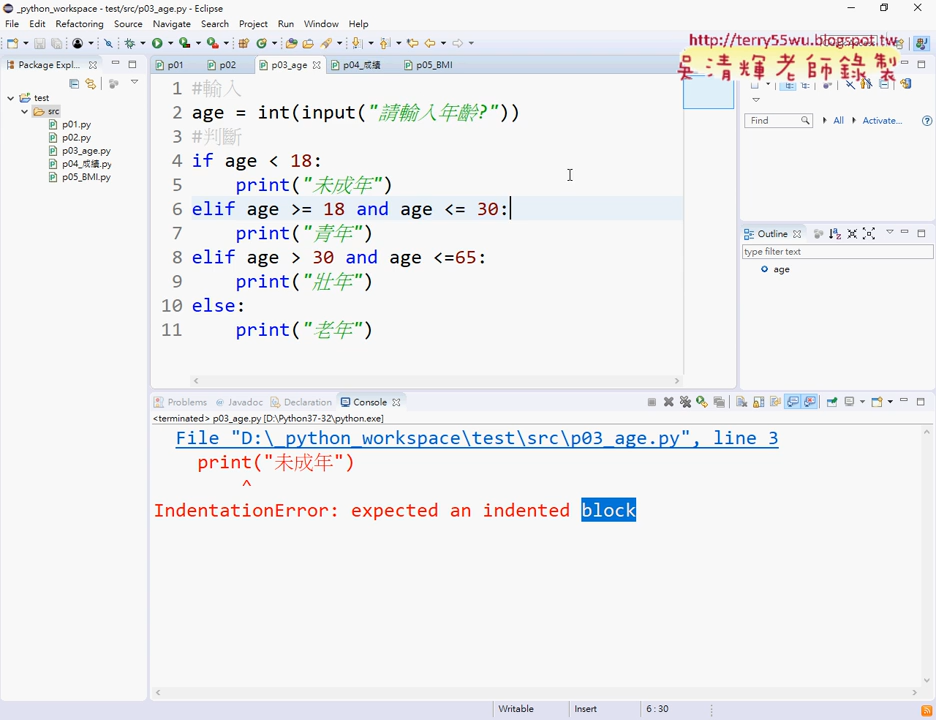 _python_workspace - test/src/p03_age.py - Eclipse
File Edit Refactoring Source Navigate Search Project Run Window Help
http://terry55wu.blogspot.tw
吳清輝老師錄製
Package Expl...
test
src
p01.py
p02.py
p03_age.py
p04_成績.py
p05_BMI.py
p01 p02 p03_age p04_成績 p05_BMI
1 #輸入
2 age = int(input("請輸入年齡?"))
3 #判斷
4 if age < 18:
5     print("未成年")
6 elif age >= 18 and age <= 30:
7     print("青年")
8 elif age > 30 and age <=65:
9     print("壯年")
10 else:
11     print("老年")
Find All Activate...
Outline
type filter text
age
Problems Javadoc Declaration Console
<terminated> p03_age.py [D:\Python37-32\python.exe]
File "D:\_python_workspace\test\src\p03_age.py", line 3
print("未成年")
^
IndentationError: expected an indented block
Writable Insert 6 : 30